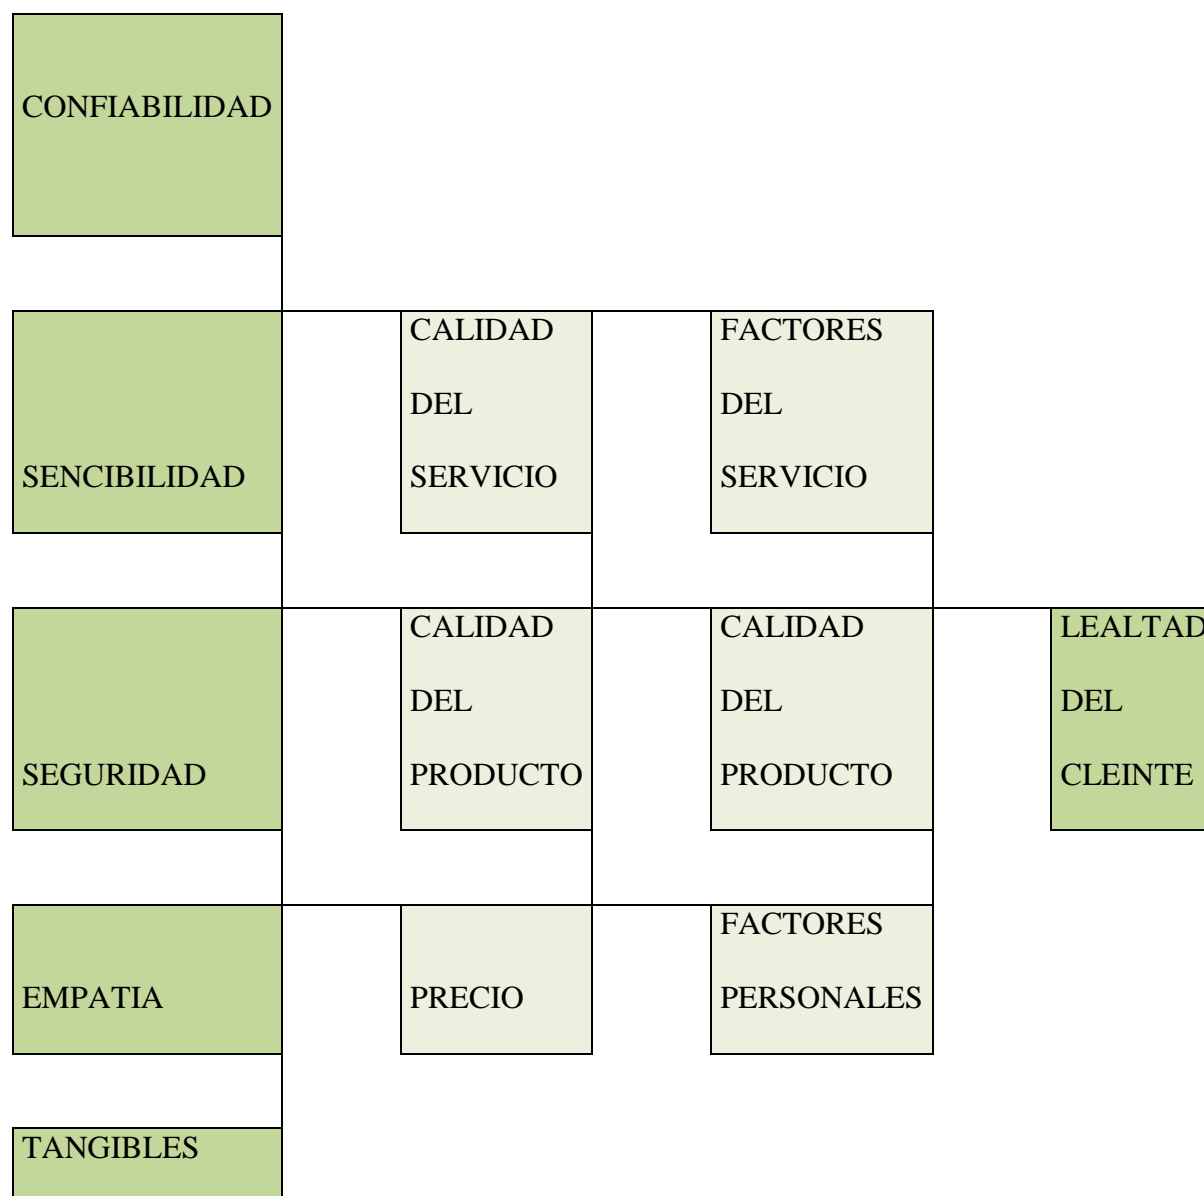 CONFIABILIDAD
SENCIBILIDAD
CALIDAD
DEL
SERVICIO
FACTORES
DEL
SERVICIO
SEGURIDAD
CALIDAD
DEL
PRODUCTO
CALIDAD
DEL
PRODUCTO
LEALTAD
DEL
CLEINTE
EMPATIA
PRECIO
FACTORES
PERSONALES
TANGIBLES